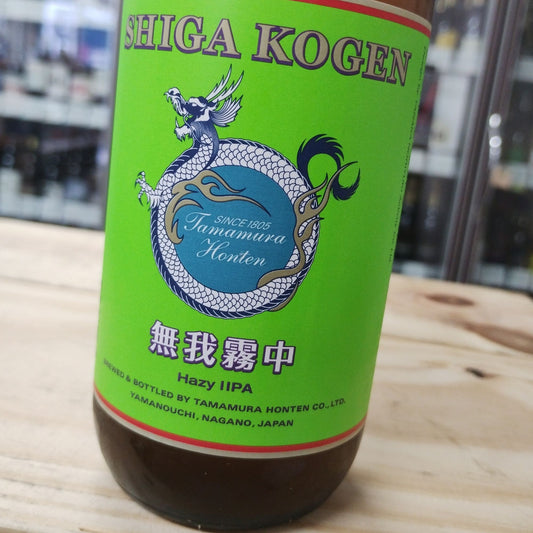 SHIGA KOGEN
SINCE 1805
Tamamura
Honten
無我霧中
Hazy IIPA
BREWED & BOTTLED BY TAMAMURA HONTEN CO., LTD.
YAMANOUCHI, NAGANO, JAPAN